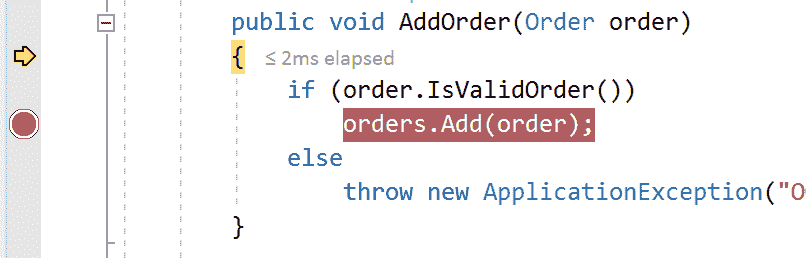 public void AddOrder(Order order)
{ ≤ 2ms elapsed
if (order.IsValidOrder())
orders.Add(order);
else
throw new ApplicationException("O
}